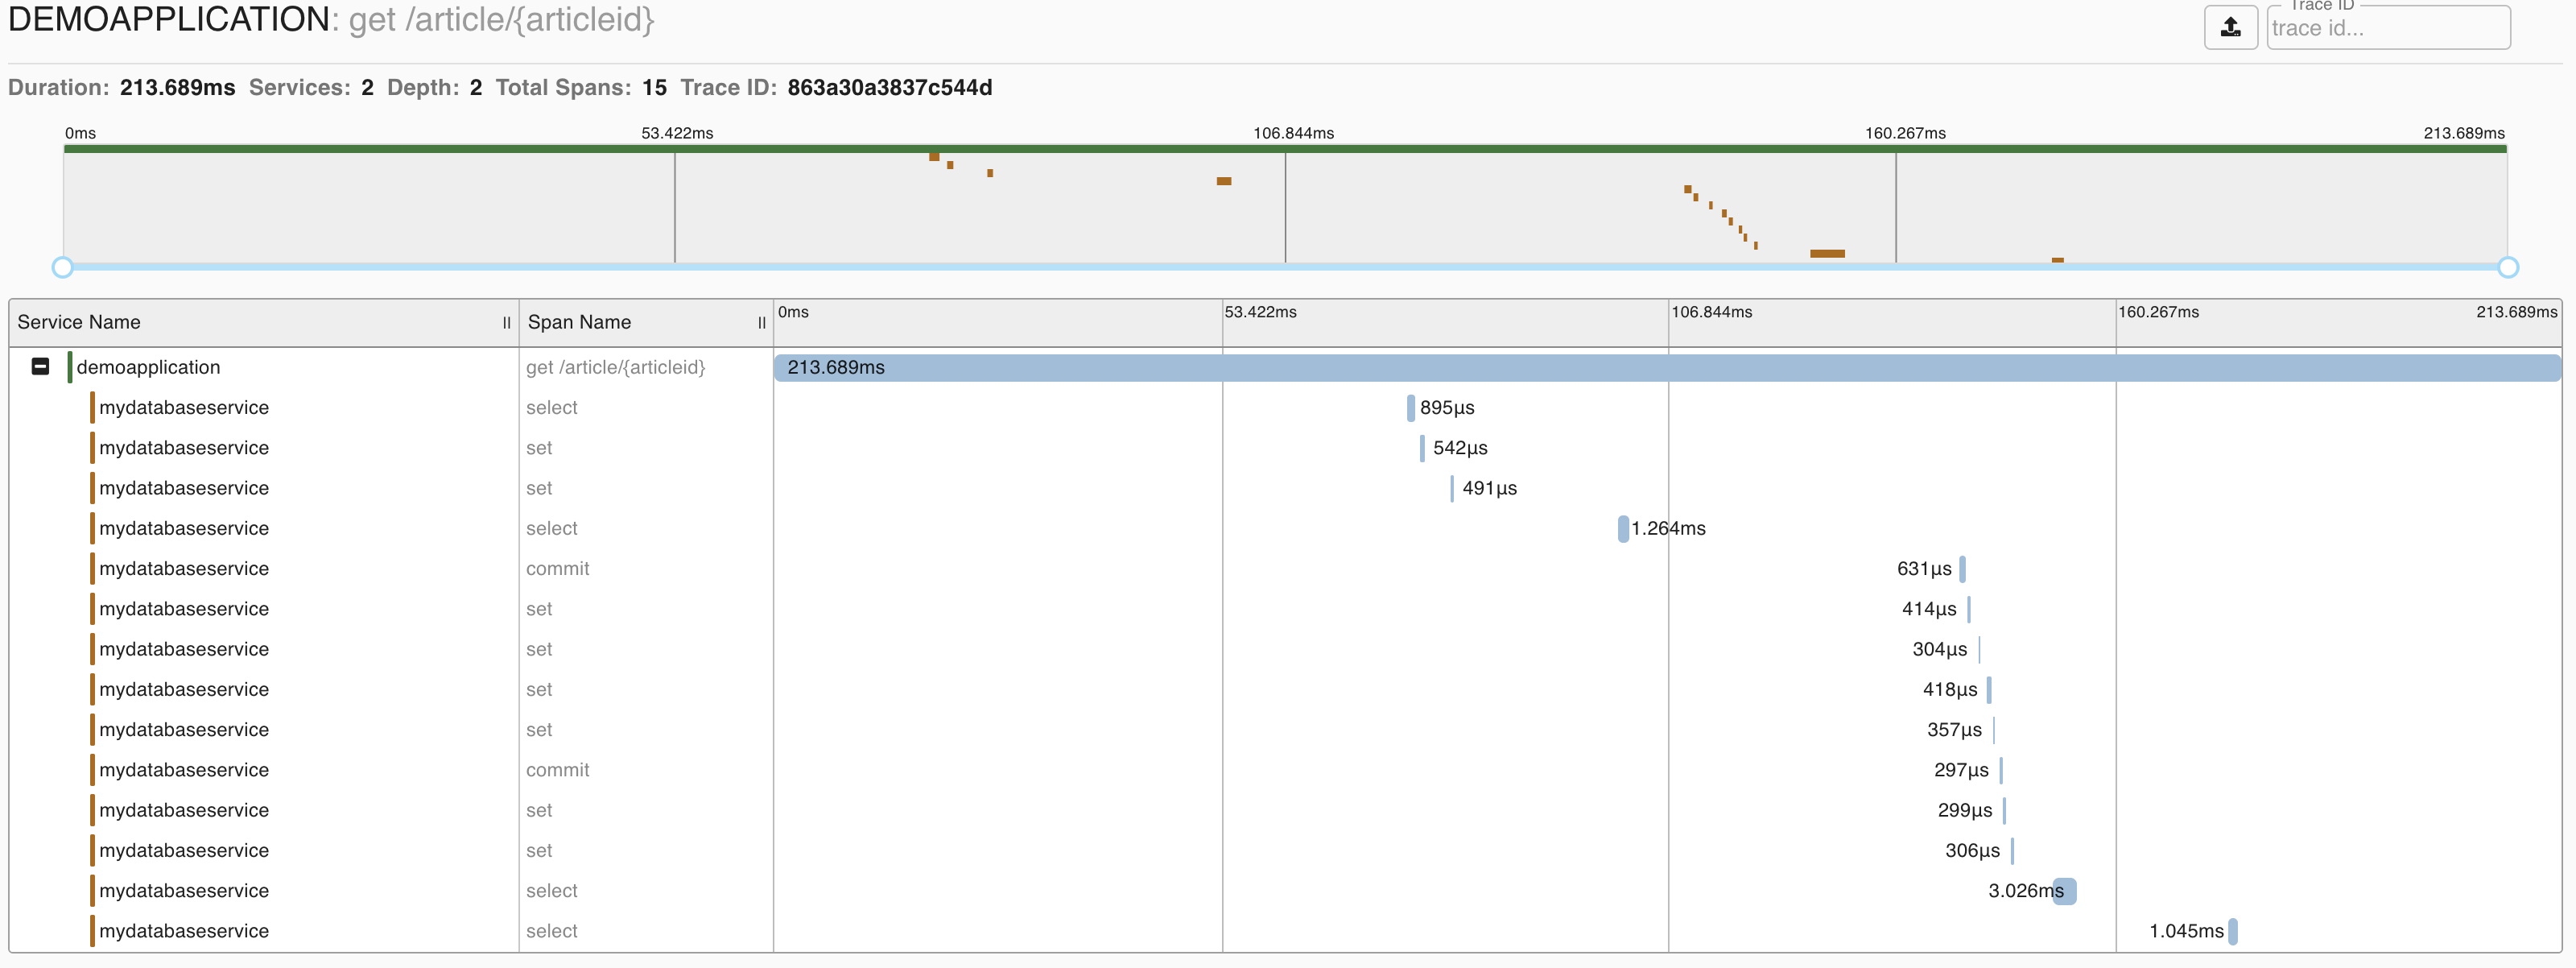 DEMOAPPLICATION: get /article/{articleid}
Trace ID
trace id...
Duration: 213.689ms Services: 2 Depth: 2 Total Spans: 15 Trace ID: 863a30a3837c544d
0ms 53.422ms 106.844ms 160.267ms 213.689ms
Service Name Span Name 0ms 53.422ms 106.844ms 160.267ms 213.689ms
demoapplication get /article/{articleid} 213.689ms
mydatabaseservice select 895µs
mydatabaseservice set 542µs
mydatabaseservice set 491µs
mydatabaseservice select 1.264ms
mydatabaseservice commit 631µs
mydatabaseservice set 414µs
mydatabaseservice set 304µs
mydatabaseservice set 418µs
mydatabaseservice set 357µs
mydatabaseservice commit 297µs
mydatabaseservice set 299µs
mydatabaseservice set 306µs
mydatabaseservice select 3.026ms
mydatabaseservice select 1.045ms